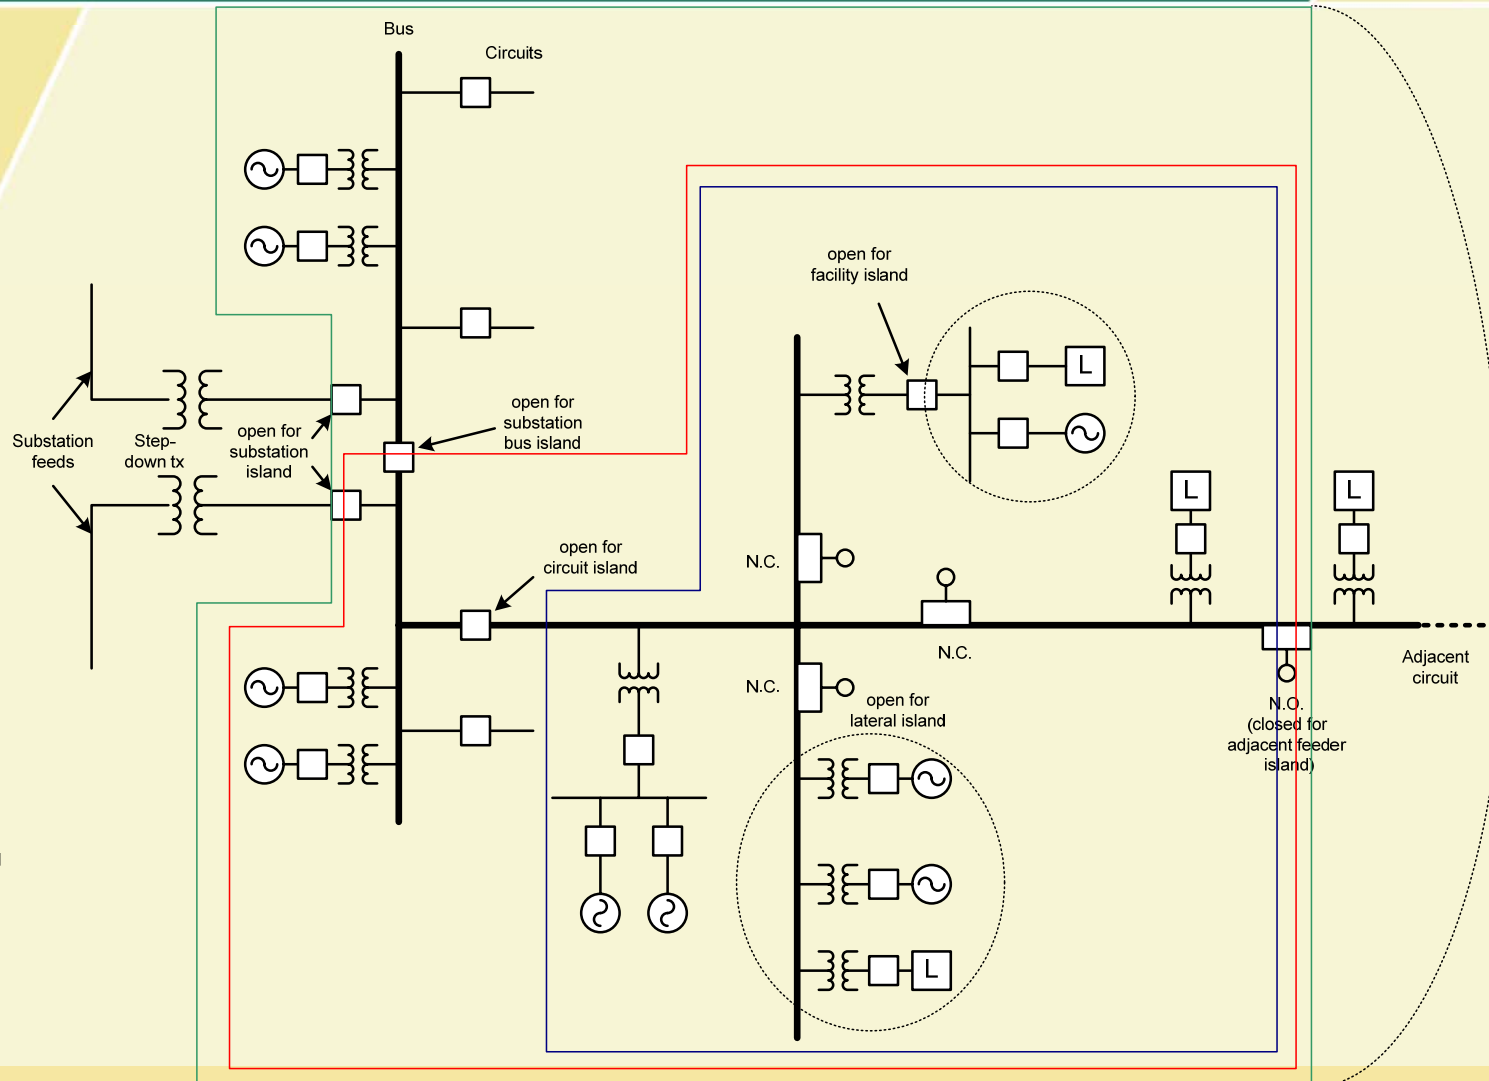 Bus
Circuits
open for
facility island
L
open for
substation
bus island
Substation
feeds
Step-
down tx
open for
substation
island
L
L
open for
circuit island
N.C.
N.C.
Adjacent
circuit
N.C.
open for
lateral island
N.O.
(closed for
adjacent feeder
island)
L